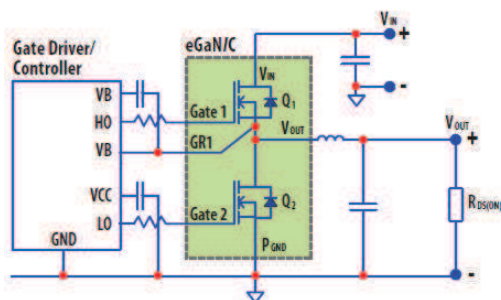 Gate Driver/
Controller
VB
HO
VB
VCC
LO
GND
eGaN/C
VIN
Gate 1
Q1
GR1
VOUT
Gate 2
Q2
PGND
VIN
+
-
VOUT
+
RDS(ON)
-